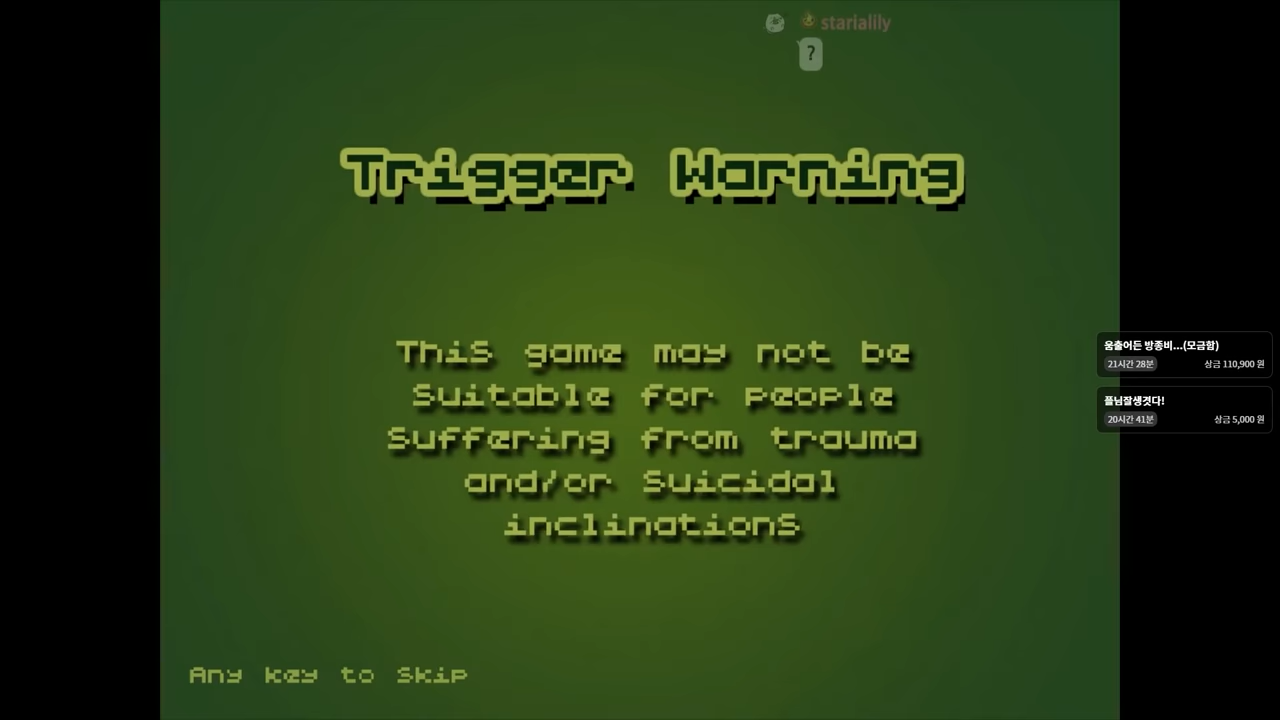 starialily
?
Trigger Warning
This game may not be
Suitable for people
Suffering from trauma
and/or Suicidal
inclinationS
Any key to Skip
움출어든 방종비...(모금함)
21시간 28분 상금 110,900 원
플님잘생겻다!
20시간 41분 상금 5,000 원